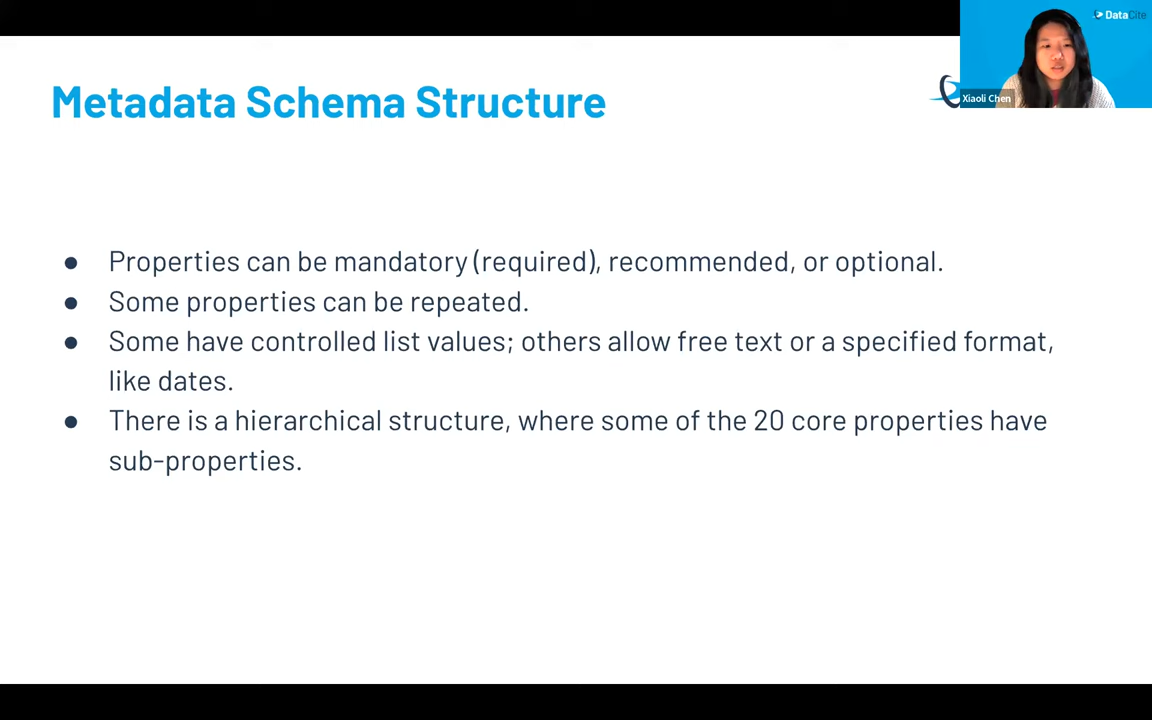 DataCite
Metadata Schema Structure
Xiaoli Chen
● Properties can be mandatory (required), recommended, or optional.
● Some properties can be repeated.
● Some have controlled list values; others allow free text or a specified format,
like dates.
● There is a hierarchical structure, where some of the 20 core properties have
sub-properties.